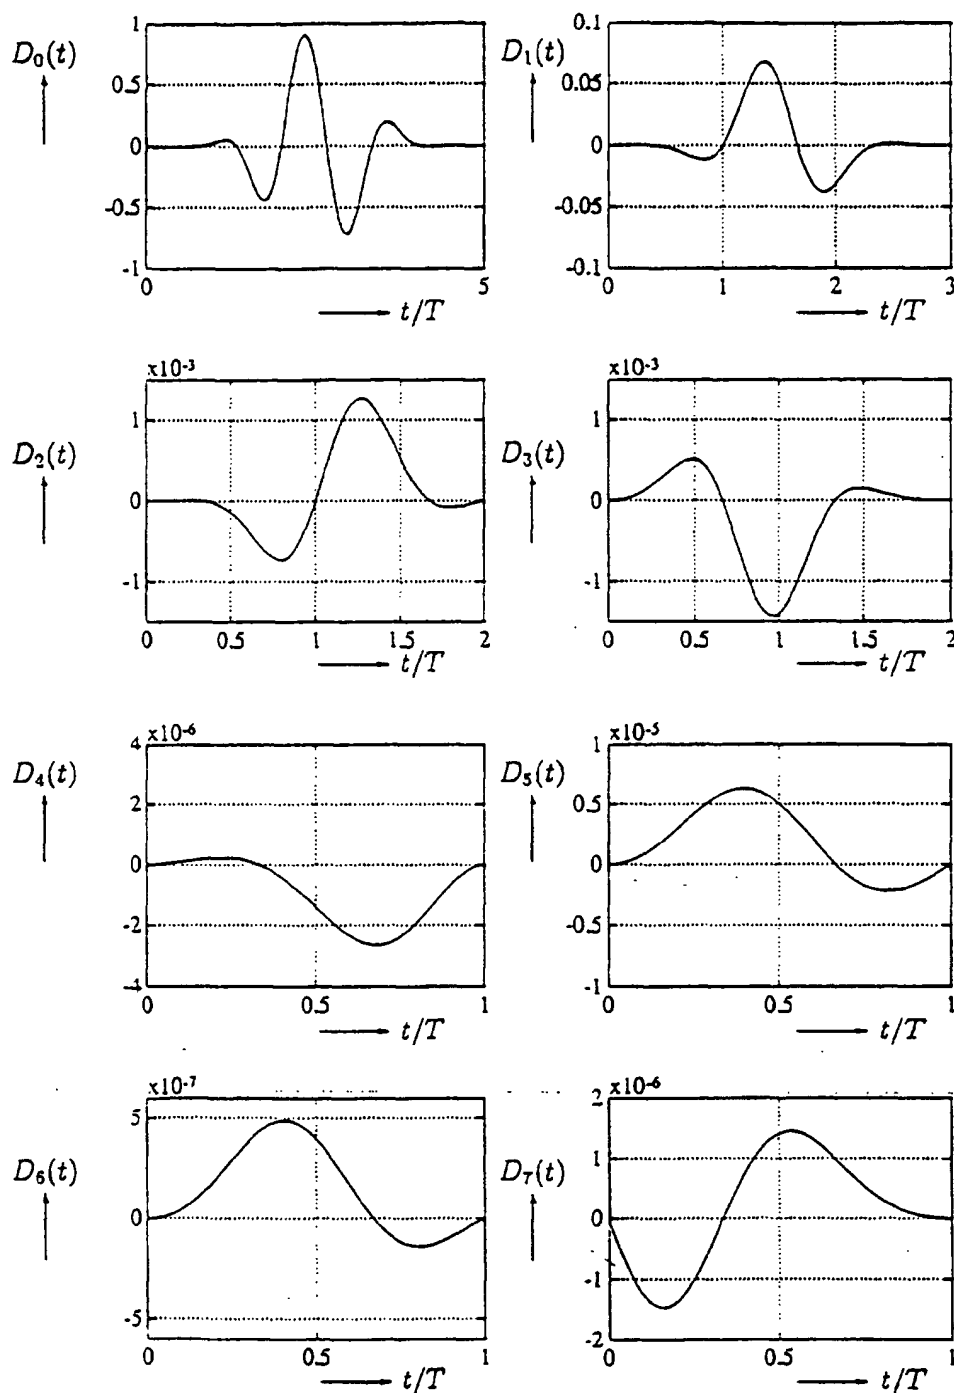 D₀(t)
1
0.5
0
-0.5
-1
0
5
t/T
D₁(t)
0.1
0.05
0
-0.05
-0.1
0
1
2
3
t/T
x10⁻³
D₂(t)
1
0
-1
0
0.5
1
1.5
2
t/T
x10⁻³
D₃(t)
1
0
-1
0
0.5
1
1.5
2
t/T
x10⁻⁶
D₄(t)
4
2
0
-2
-4
0
0.5
1
t/T
x10⁻⁵
D₅(t)
1
0.5
0
-0.5
-1
0
0.5
1
t/T
x10⁻⁷
D₆(t)
5
0
-5
0
0.5
1
t/T
x10⁻⁶
D₇(t)
2
1
0
-1
-2
0
0.5
1
t/T